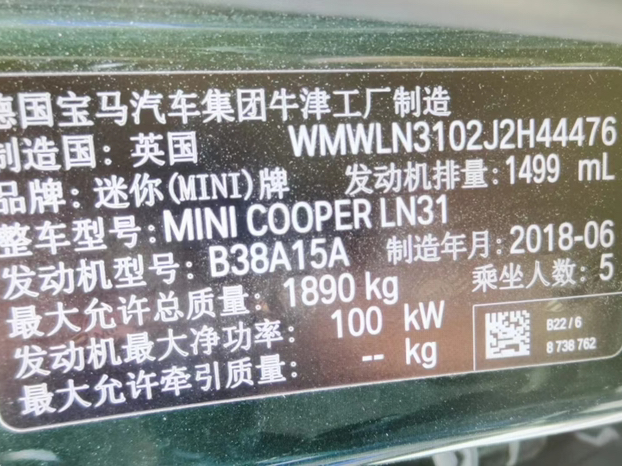 德国宝马汽车集团牛津工厂制造
制造国: 英国 WMWLN3102J2H44476
品牌: 迷你(MINI)牌 发动机排量: 1499 mL
整车型号: MINI COOPER LN31
发动机型号: B38A15A 制造年月: 2018-06
最大允许总质量: 1890 kg 乘坐人数: 5
发动机最大净功率: 100 kW
最大允许牵引质量: -- kg
B22 / 6
8 738 762